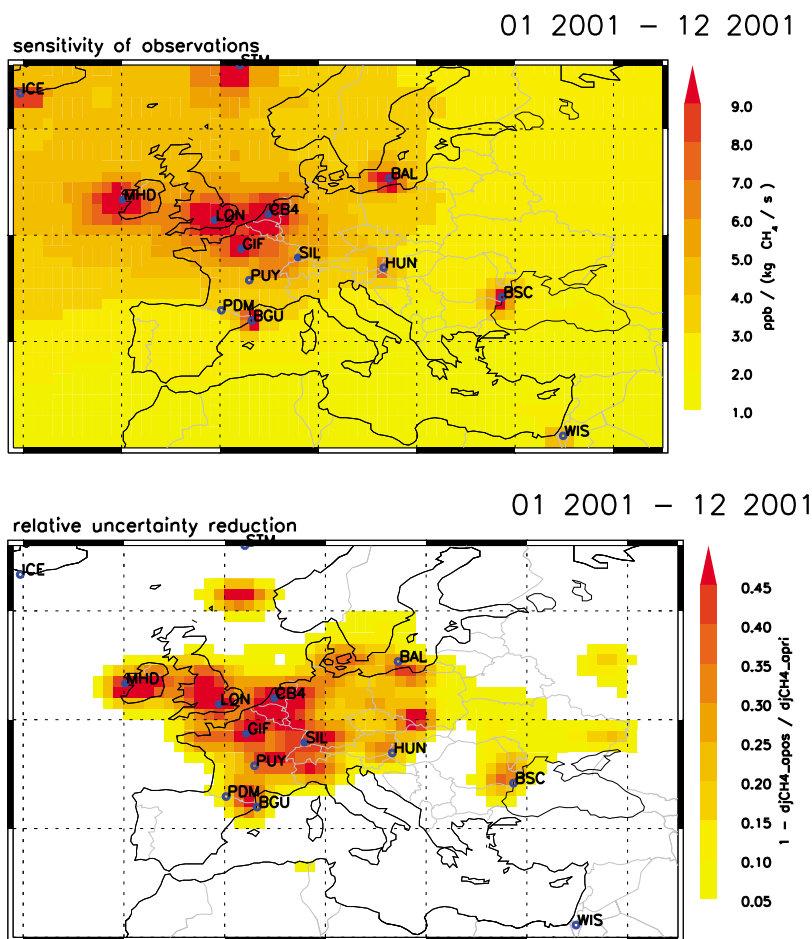 01 2001 – 12 2001
sensitivity of observations
STM
ICE
BAL
MHD
LON
CB4
GIF
SIL
HUN
PUY
BSC
PDM
BGU
WIS
9.0
8.0
7.0
6.0
5.0
4.0
3.0
2.0
1.0
ppb / (kg CH4 / s)
01 2001 – 12 2001
relative uncertainty reduction
STM
ICE
BAL
MHD
LON
CB4
GIF
SIL
HUN
PUY
BSC
PDM
BGU
WIS
0.45
0.40
0.35
0.30
0.25
0.20
0.15
0.10
0.05
1 – djCH4_apos / djCH4_apri